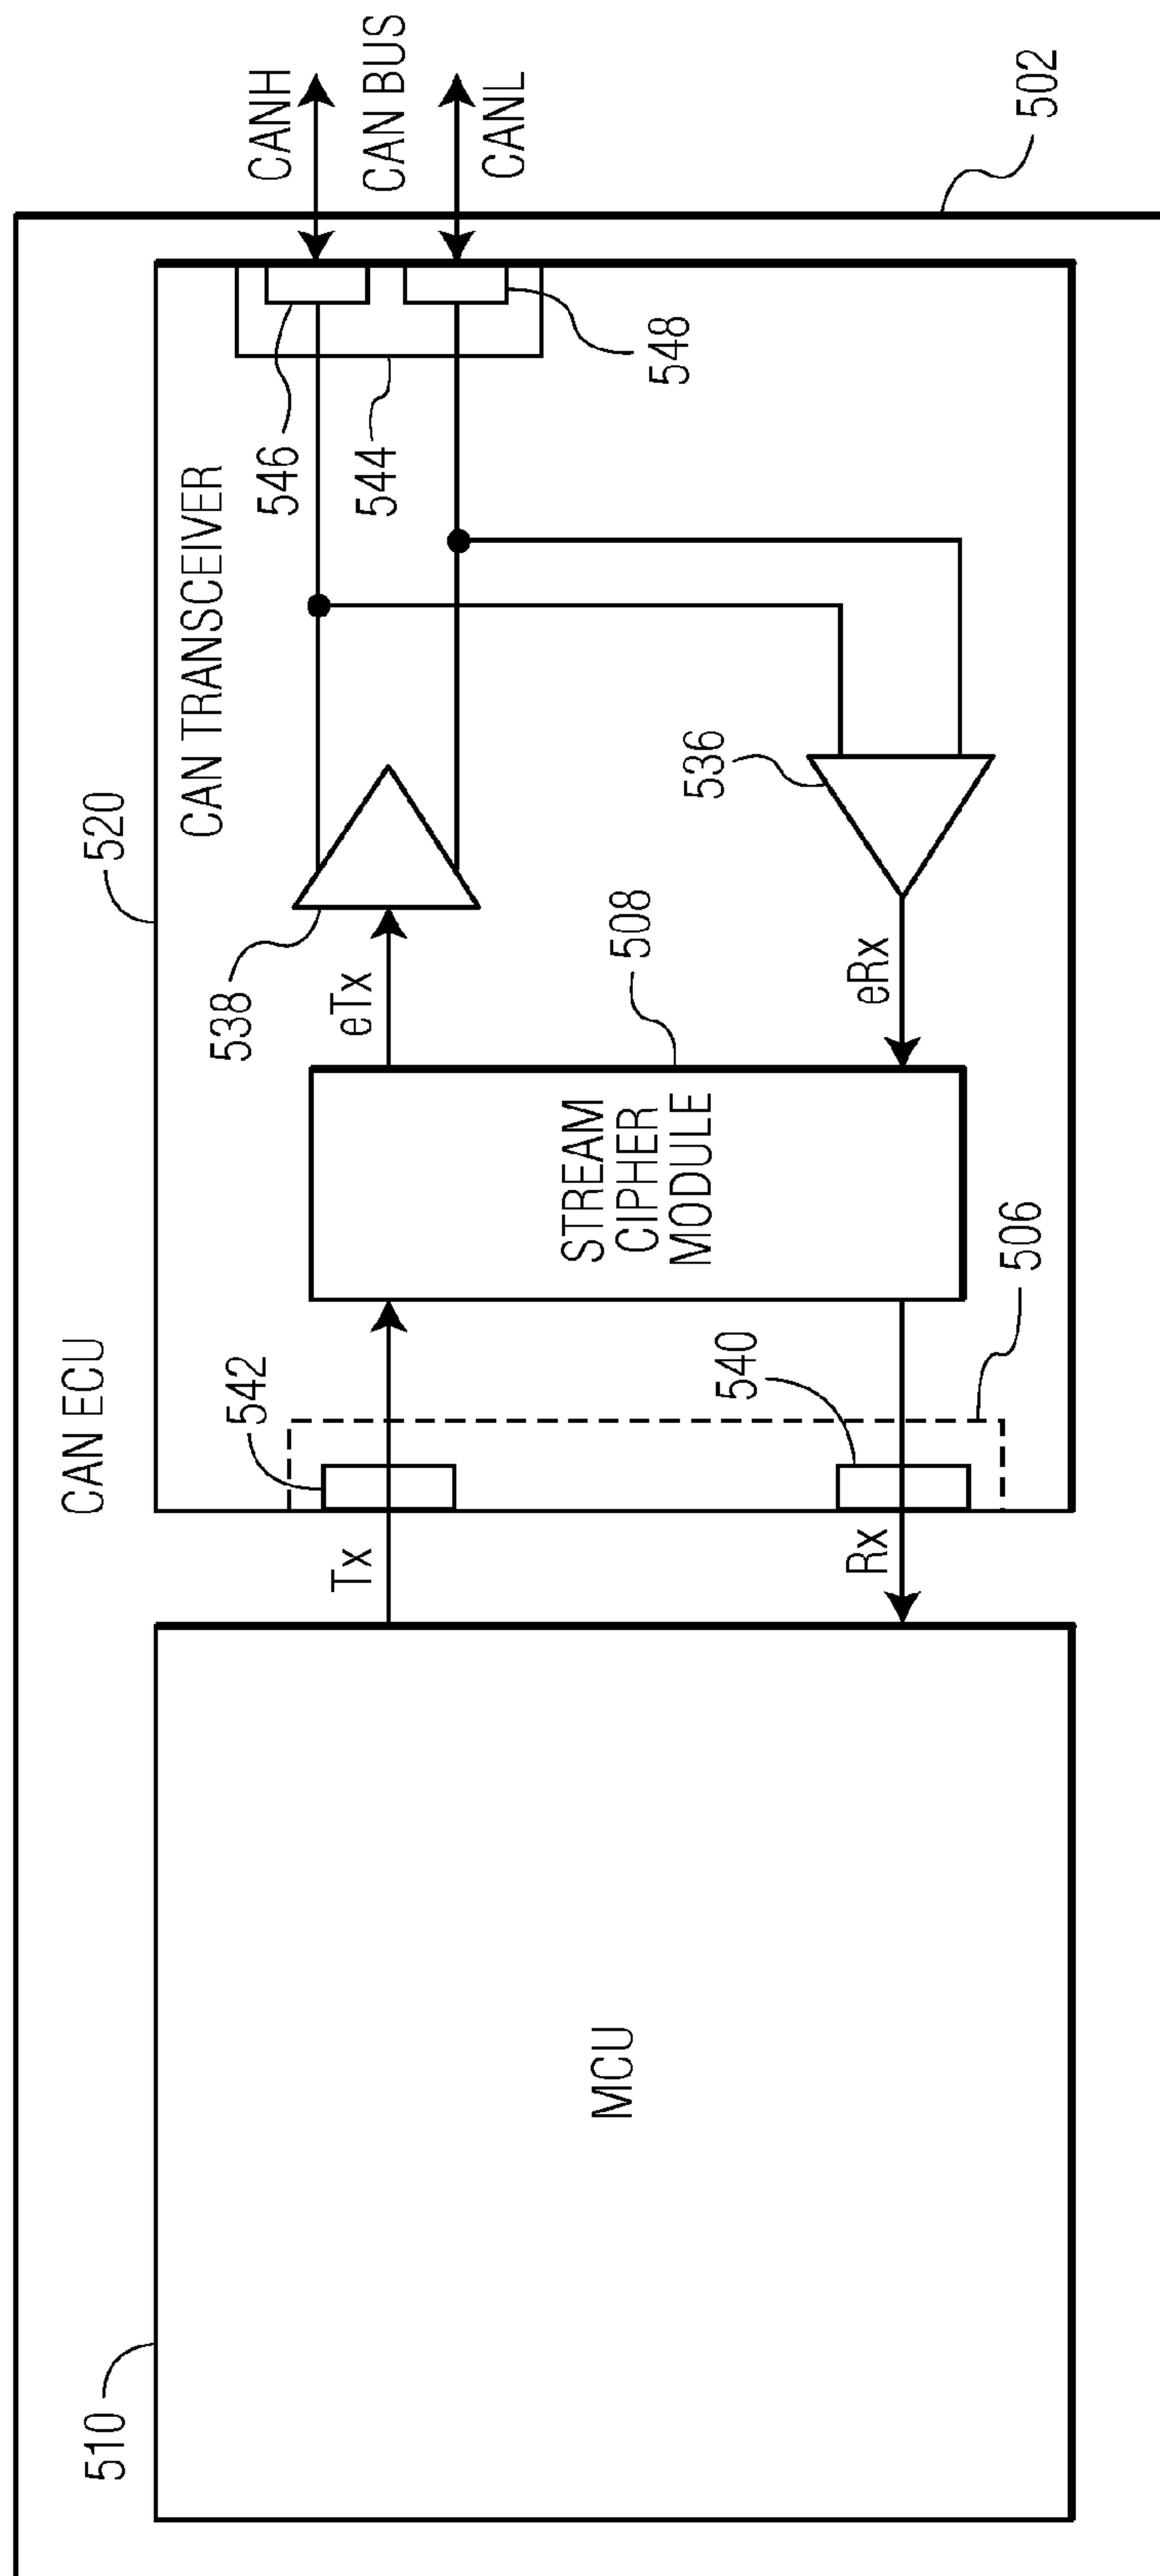 CAN ECU
510
MCU
Tx
Rx
520
CAN TRANSCEIVER
542
540
506
STREAM
CIPHER
MODULE
508
eTx
eRx
538
536
546
544
548
CANH
CAN BUS
CANL
502